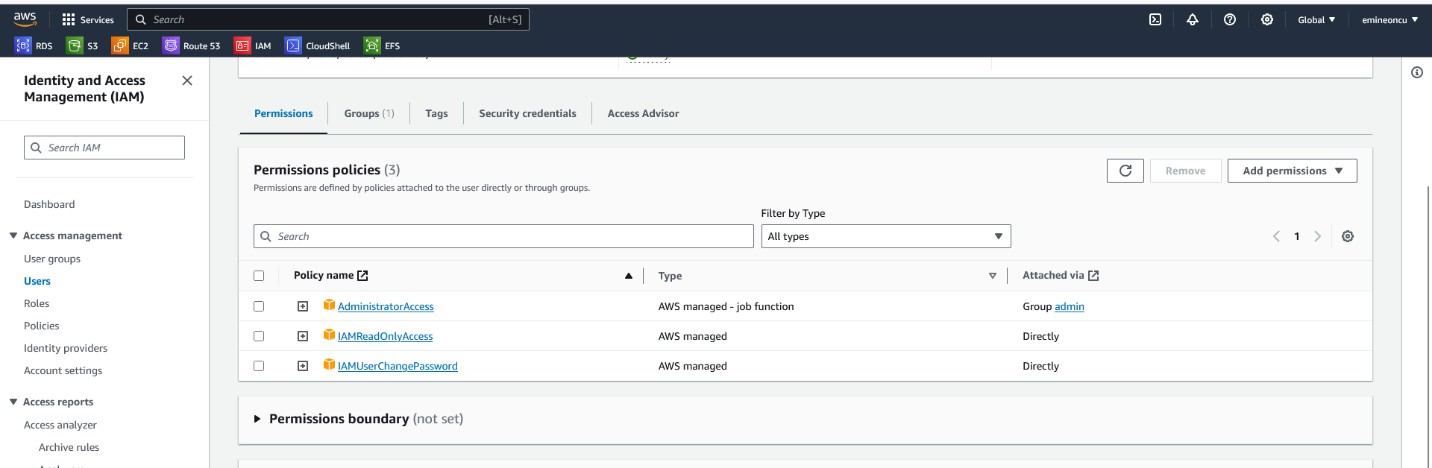 aws Services Search [Alt+S] Global emineoncu
RDS S3 EC2 Route 53 IAM CloudShell EFS
Identity and Access
Management (IAM)
Search IAM
Dashboard
Access management
User groups
Users
Roles
Policies
Identity providers
Account settings
Access reports
Access analyzer
Archive rules
Permissions Groups (1) Tags Security credentials Access Advisor
Permissions policies (3)
Remove Add permissions
Permissions are defined by policies attached to the user directly or through groups.
Filter by Type
Search All types 1
Policy name Type Attached via
AdministratorAccess AWS managed - job function Group admin
IAMReadOnlyAccess AWS managed Directly
IAMUserChangePassword AWS managed Directly
Permissions boundary (not set)